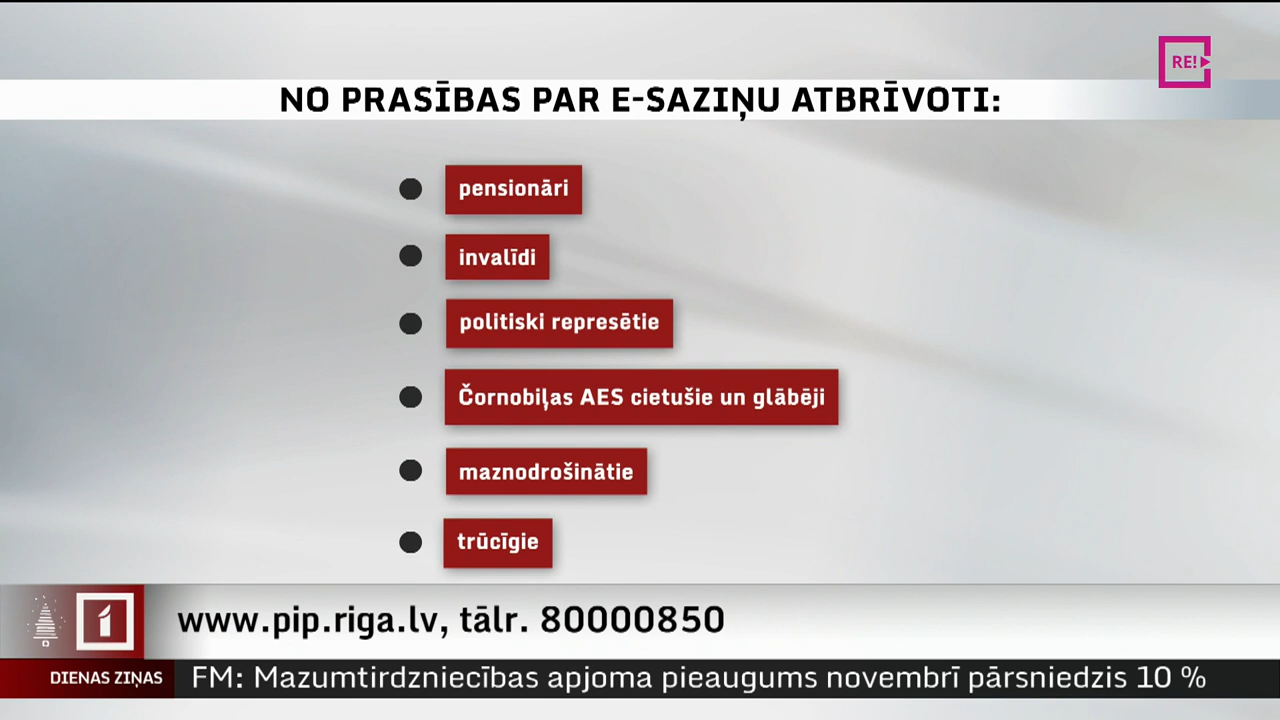 RE!
NO PRASĪBAS PAR E-SAZIŅU ATBRĪVOTI:
pensionāri
invalīdi
politiski represētie
Čornobiļas AES cietušie un glābēji
maznodrošinātie
trūcīgie
1
www.pip.riga.lv, tālr. 80000850
DIENAS ZIŅAS
FM: Mazumtirdzniecības apjoma pieaugums novembrī pārsniedzis 10 %